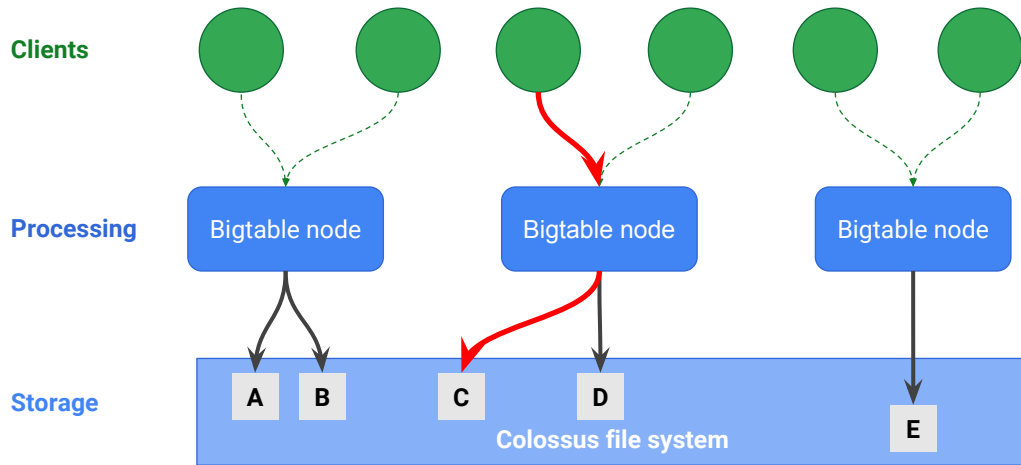 Clients
Processing
Bigtable node
Bigtable node
Bigtable node
Storage
A
B
C
D
E
Colossus file system